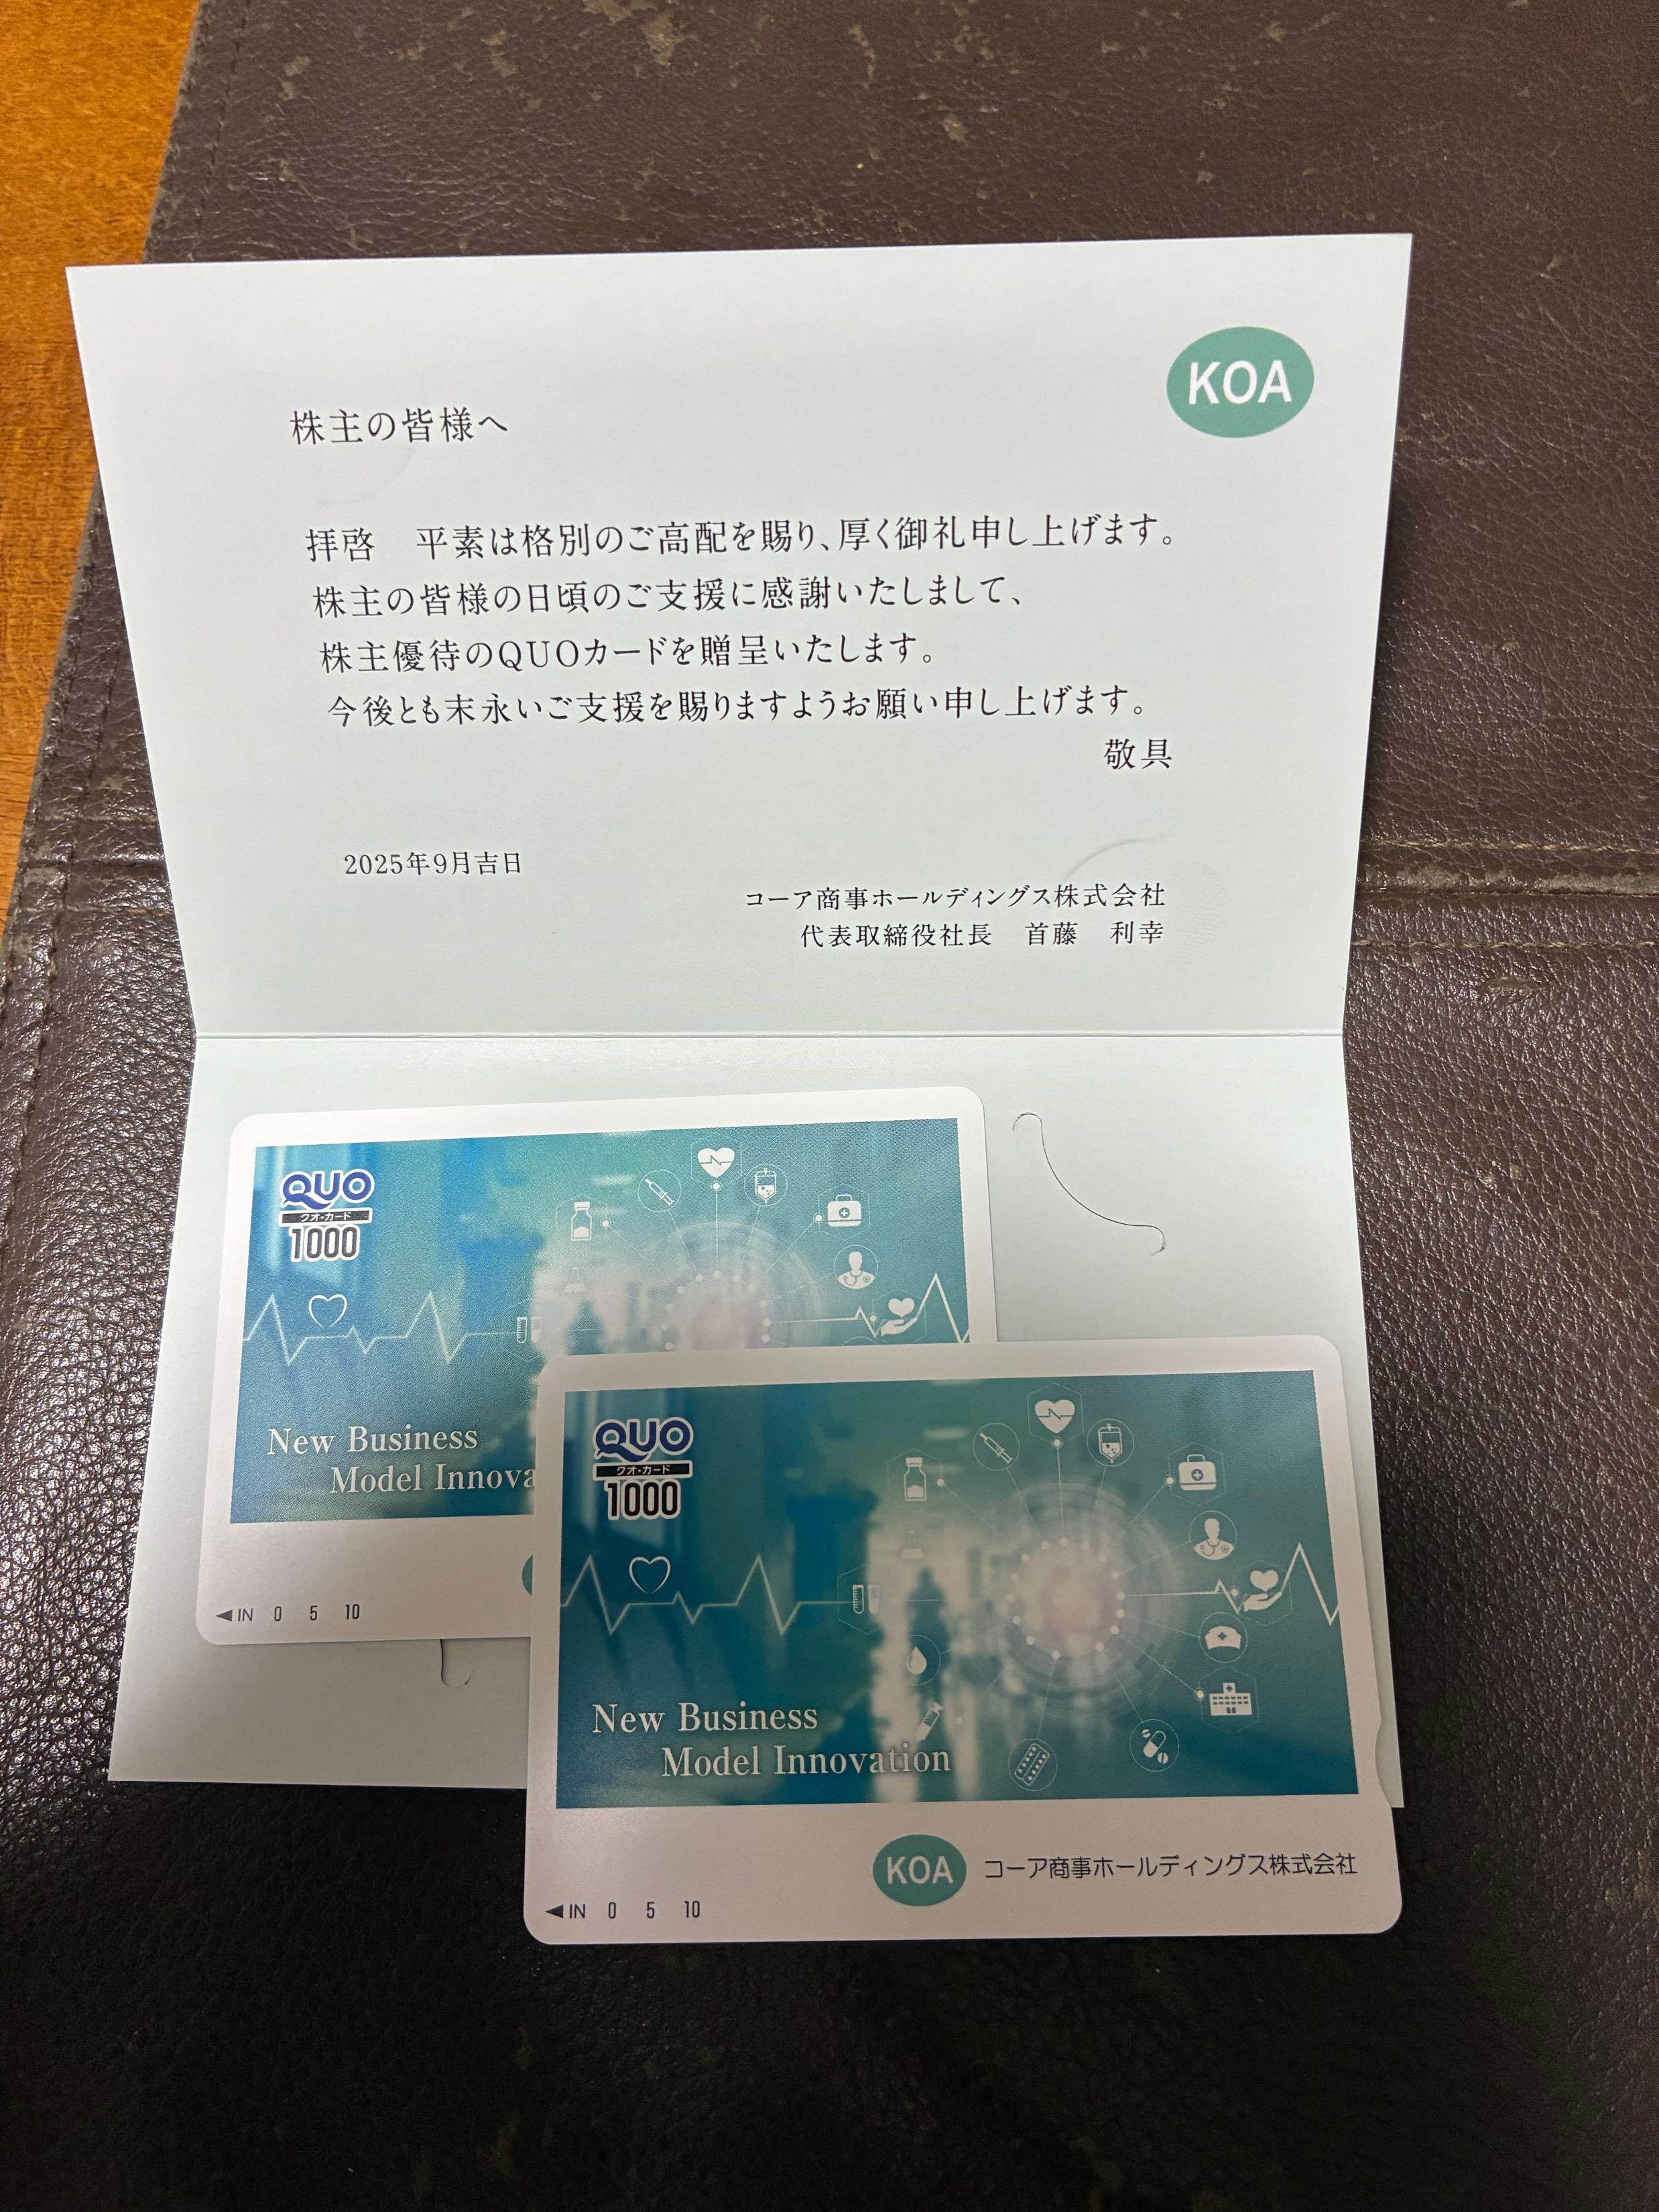 KOA
株主の皆様へ
拝啓　平素は格別のご高配を賜り、厚く御礼申し上げます。
株主の皆様の日頃のご支援に感謝いたしまして、
株主優待のQUOカードを贈呈いたします。
今後とも末永いご支援を賜りますようお願い申し上げます。
敬具
2025年9月吉日
コーア商事ホールディングス株式会社
代表取締役社長　首藤　利幸
QUO
クオ・カード
1000
New Business
Model Innova
◀IN 0 5 10
QUO
クオ・カード
1000
New Business
Model Innovation
KOA コーア商事ホールディングス株式会社
◀IN 0 5 10